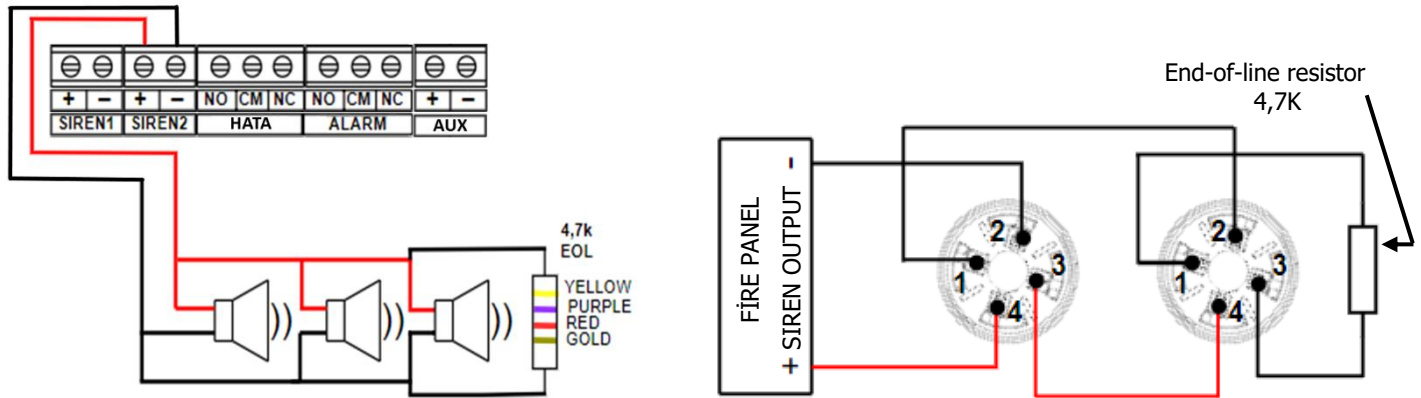 + − + − NO CM NC NO CM NC + −
SIREN1 SIREN2 HATA ALARM AUX
4,7k
EOL
YELLOW
PURPLE
RED
GOLD
End-of-line resistor
4,7K
FİRE PANEL
SIREN OUTPUT
-
+
2
1
3
4
2
1
3
4